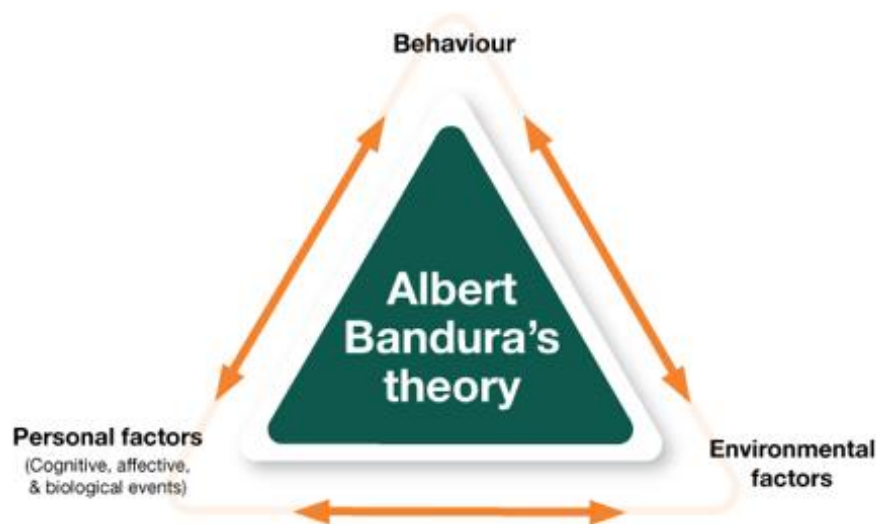 Behaviour
Albert
Bandura's
theory
Personal factors
(Cognitive, affective,
& biological events)
Environmental
factors